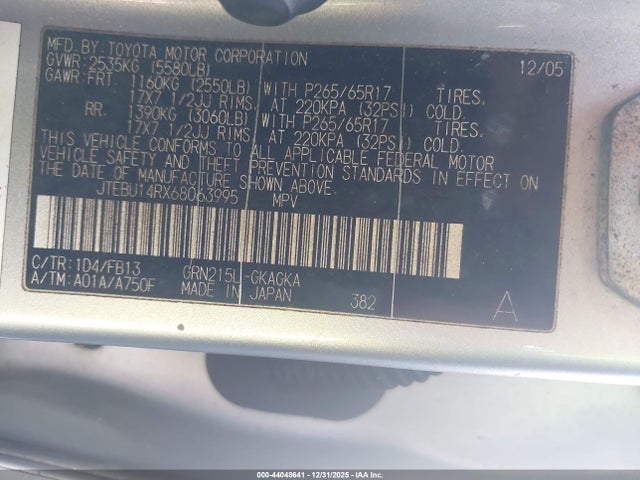 MFD. BY: TOYOTA MOTOR CORPORATION 12/05
GVWR: 2535KG (5580LB)
GAWR: FRT. 1160KG (2550LB) WITH P265/65R17 TIRES,
17X7 1/2JJ RIMS, AT 220KPA (32PSI) COLD.
RR. 1390KG (3060LB) WITH P265/65R17 TIRES,
17X7 1/2JJ RIMS, AT 220KPA (32PSI) COLD.
THIS VEHICLE CONFORMS TO ALL APPLICABLE FEDERAL MOTOR
VEHICLE SAFETY AND THEFT PREVENTION STANDARDS IN EFFECT ON
THE DATE OF MANUFACTURE SHOWN ABOVE.
JTEBU14RX68063995 MPV
C/TR: 1D4/FB13 GRN215L-GKAGKA
A/TM: A01A/A750F MADE IN JAPAN 382 A
000-44048641 - 12/31/2025 - IAA Inc.